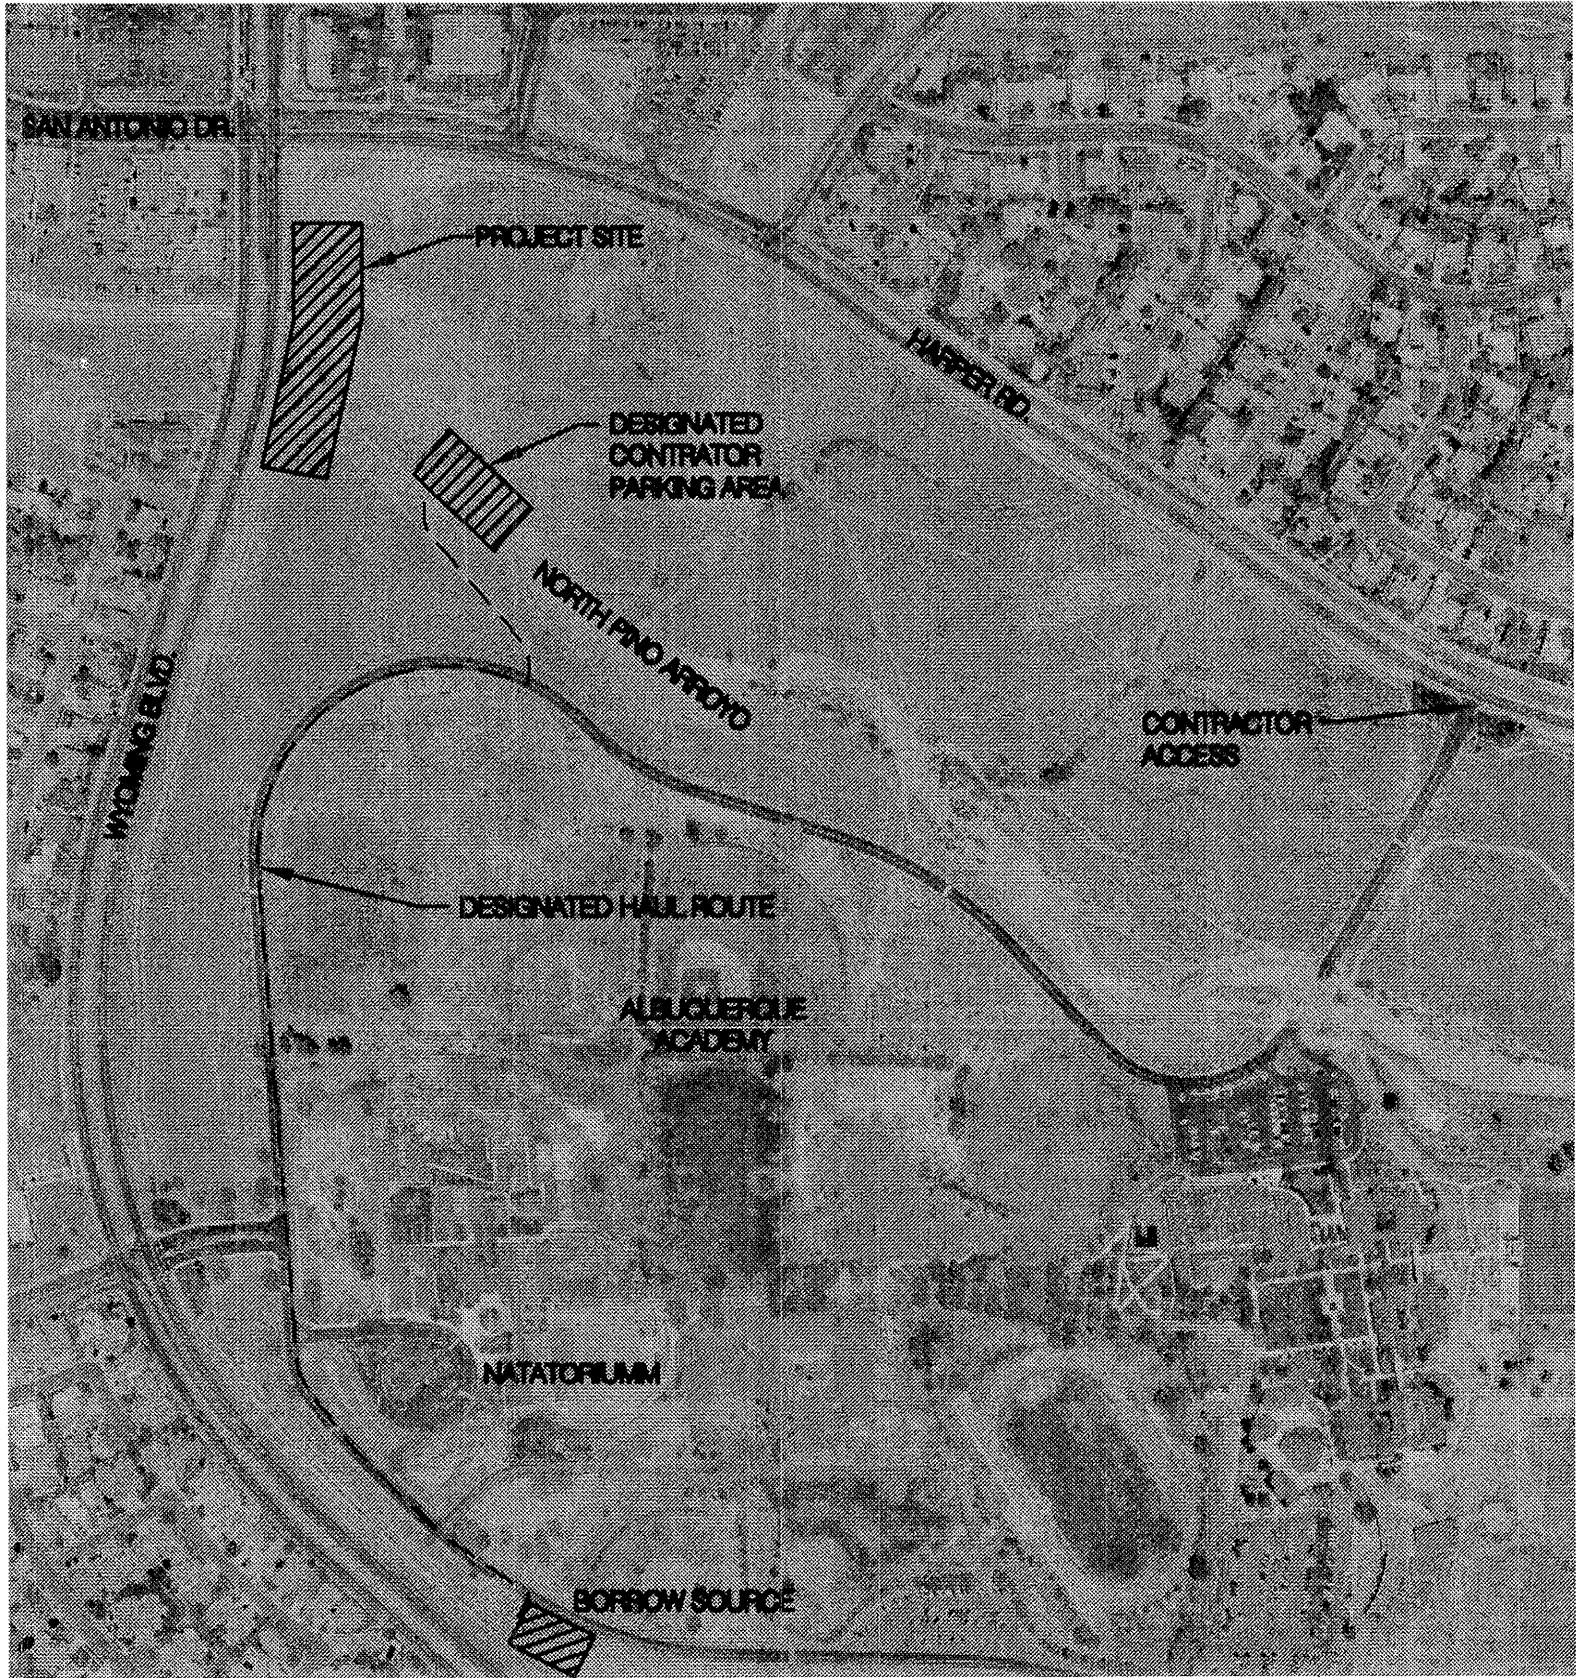 SAN ANTONIO DR.
PROJECT SITE
HARPER RD.
DESIGNATED
CONTRATOR
PARKING AREA
NORTH PINO ARROYO
WYOMING BLVD.
CONTRACTOR
ACCESS
DESIGNATED HAUL ROUTE
ALBUQUERQUE
ACADEMY
NATATORIUMM
BORROW SOURCE